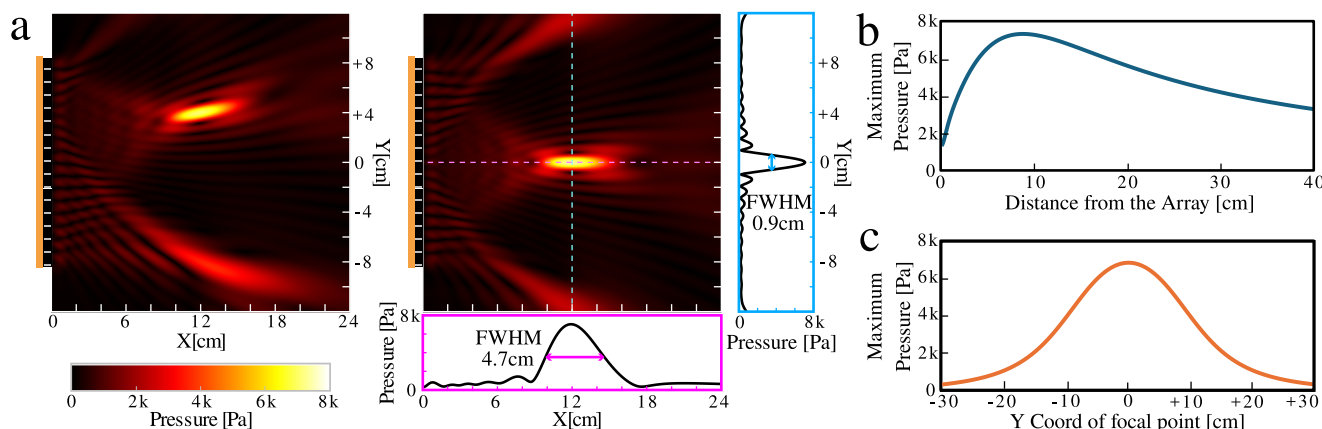 a
+8
+4
0
-4
-8
Y[cm]
0
6
12
18
24
X[cm]
0
2k
4k
6k
8k
Pressure [Pa]
+8
+4
0
-4
-8
Y[cm]
FWHM
0.9cm
0
8k
Pressure [Pa]
8k
0
Pressure [Pa]
FWHM
4.7cm
0
6
12
18
24
X[cm]
b
8k
6k
4k
2k
0
Maximum
Pressure [Pa]
0
10
20
30
40
Distance from the Array [cm]
c
8k
6k
4k
2k
0
Maximum
Pressure [Pa]
-30
-20
-10
0
+10
+20
+30
Y Coord of focal point [cm]